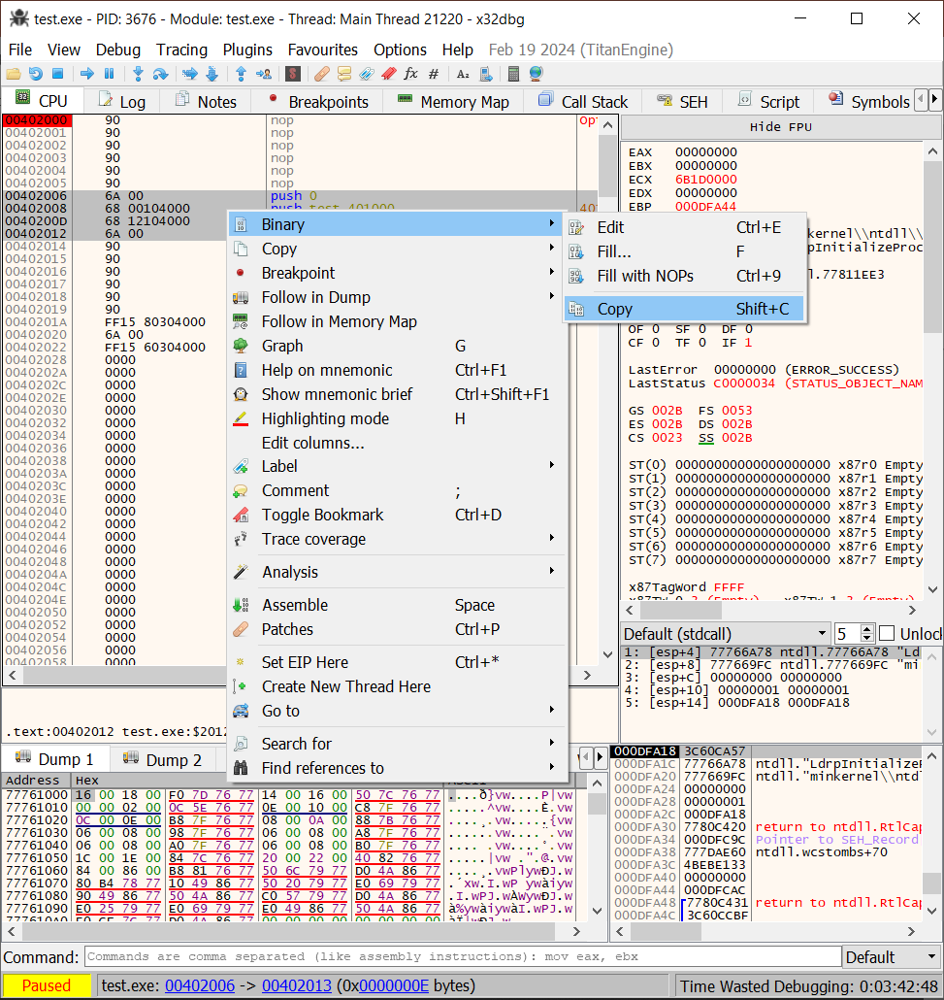 test.exe - PID: 3676 - Module: test.exe - Thread: Main Thread 21220 - x32dbg
File View Debug Tracing Plugins Favourites Options Help Feb 19 2024 (TitanEngine)
CPU Log Notes Breakpoints Memory Map Call Stack SEH Script Symbols
00402000 90 nop Opt
00402001 90 nop
00402002 90 nop
00402003 90 nop
00402004 90 nop
00402005 90 nop
00402006 6A 00 push 0
00402008 68 00104000 push test.401000
0040200D 68 12104000
00402012 6A 00
00402014 90
00402015 90
00402016 90
00402017 90
00402018 90
00402019 90
0040201A FF15 80304000
00402020 6A 00
00402022 FF15 60304000
00402028 0000
0040202A 0000
0040202C 0000
0040202E 0000
00402030 0000
00402032 0000
00402034 0000
00402036 0000
00402038 0000
0040203A 0000
0040203C 0000
0040203E 0000
00402040 0000
00402042 0000
00402044 0000
00402046 0000
00402048 0000
0040204A 0000
0040204C 0000
0040204E 0000
00402050 0000
00402052 0000
00402054 0000
00402056 0000
00402058 0000
Binary
Copy
Breakpoint
Follow in Dump
Follow in Memory Map
Graph G
Help on mnemonic Ctrl+F1
Show mnemonic brief Ctrl+Shift+F1
Highlighting mode H
Edit columns...
Label
Comment ;
Toggle Bookmark Ctrl+D
Trace coverage
Analysis
Assemble Space
Patches Ctrl+P
Set EIP Here Ctrl+*
Create New Thread Here
Go to
Search for
Find references to
Edit Ctrl+E
Fill... F
Fill with NOPs Ctrl+9
Copy Shift+C
Hide FPU
EAX 00000000
EBX 00000000
ECX 6B1D0000
EDX 00000000
EBP 000DFA44
kernel\\ntdll\\
pInitializeProc
l.77811EE3
OF 0 SF 0 DF 0
CF 0 TF 0 IF 1
LastError 00000000 (ERROR_SUCCESS)
LastStatus C0000034 (STATUS_OBJECT_NAM
GS 002B FS 0053
ES 002B DS 002B
CS 0023 SS 002B
ST(0) 00000000000000000000 x87r0 Empty
ST(1) 00000000000000000000 x87r1 Empty
ST(2) 00000000000000000000 x87r2 Empty
ST(3) 00000000000000000000 x87r3 Empty
ST(4) 00000000000000000000 x87r4 Empty
ST(5) 00000000000000000000 x87r5 Empty
ST(6) 00000000000000000000 x87r6 Empty
ST(7) 00000000000000000000 x87r7 Empty
x87TagWord FFFF
Default (stdcall) 5 Unlock
1: [esp+4] 77766A78 ntdll.77766A78 "Ld
2: [esp+8] 777669FC ntdll.777669FC "mi
3: [esp+C] 00000000 00000000
4: [esp+10] 00000001 00000001
5: [esp+14] 000DFA18 000DFA18
.text:00402012 test.exe:$2012
Dump 1 Dump 2
Address Hex
77761000 16 00 18 00 F0 7D 76 77 14 00 16 00 50 7C 76 77 ....ð}vw....P|vw
77761010 00 00 02 00 0C 5E 76 77 0E 00 10 00 C8 7F 76 77 .....^vw....È.vw
77761020 0C 00 0E 00 B8 7F 76 77 08 00 0A 00 88 7B 76 77
77761030 06 00 08 00 98 7F 76 77 06 00 08 00 A8 7F 76 77
77761040 06 00 08 00 A0 7F 76 77 06 00 08 00 B0 7F 76 77
77761050 1C 00 1E 00 84 7C 76 77 20 00 22 00 40 82 76 77
77761060 84 00 86 00 B8 81 76 77 50 6C 79 77 D0 4A 86 77
77761070 80 B4 78 77 10 49 86 77 50 20 79 77 E0 69 79 77
77761080 90 49 86 77 50 4A 86 77 C0 57 79 77 D0 4A 86 77
77761090 E0 25 79 77 E0 69 79 77 E0 49 86 77 50 4A 86 77
000DFA18 3C60CA57
000DFA1C 77766A78 ntdll."LdrpInitializeP
000DFA20 777669FC ntdll."minkernel\\ntd
000DFA24 00000000
000DFA28 00000001
000DFA2C 000DFA18
000DFA30 7780C420 return to ntdll.RtlCap
000DFA34 000DFC9C Pointer to SEH_Record
000DFA38 777DAE60 ntdll.wcstombs+70
000DFA3C 4BEBE133
000DFA40 00000000
000DFA44 000DFCAC
000DFA48 7780C431 return to ntdll.RtlCap
000DFA4C 3C60CCBF
Command: Commands are comma separated (like assembly instructions): mov eax, ebx Default
Paused test.exe: 00402006 -> 00402013 (0x0000000E bytes) Time Wasted Debugging: 0:03:42:48